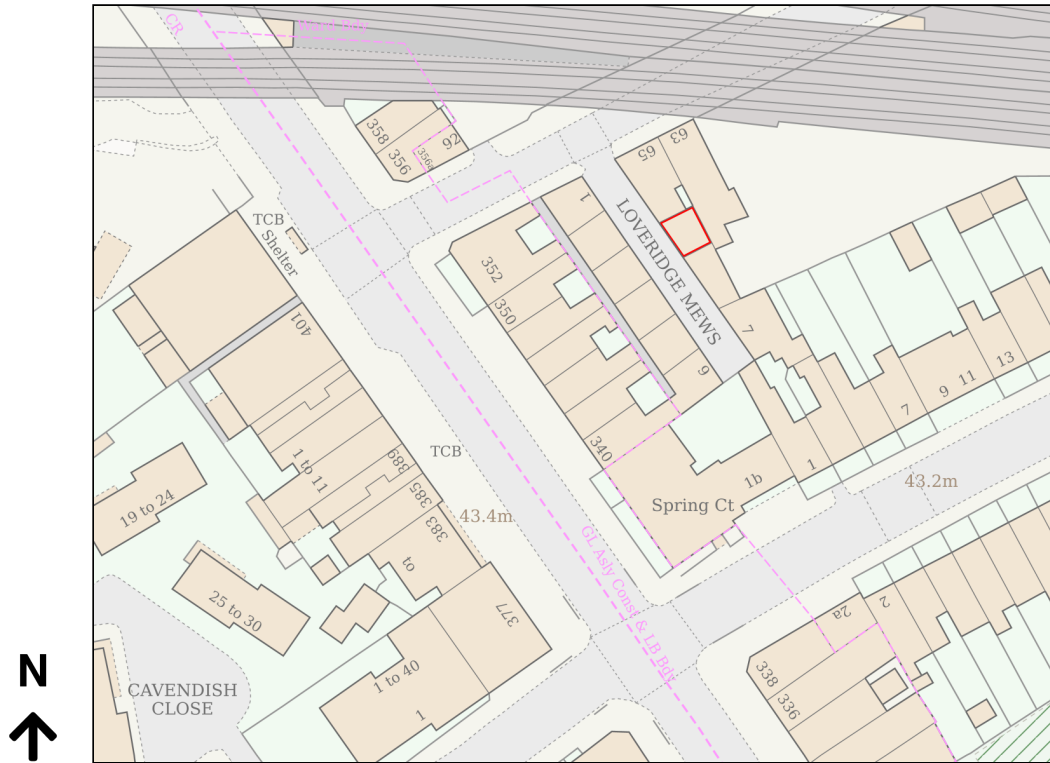 CR
Ward Bdy
358
356
356a
92
63
65
1
LOVERIDGE MEWS
TCB
Shelter
352
350
401
7
6
13
11
9
7
340
1
1b
Spring Ct
43.2m
TCB
389
385
383
to
377
1 to 11
43.4m
19 to 24
25 to 30
GL Asly Const & LB Bdy
2
2a
338
336
1 to 40
1
CAVENDISH
CLOSE
N